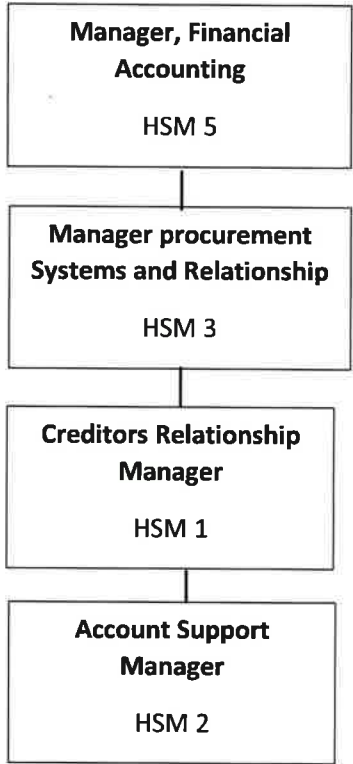 Manager, Financial
Accounting
HSM 5
Manager procurement
Systems and Relationship
HSM 3
Creditors Relationship
Manager
HSM 1
Account Support
Manager
HSM 2